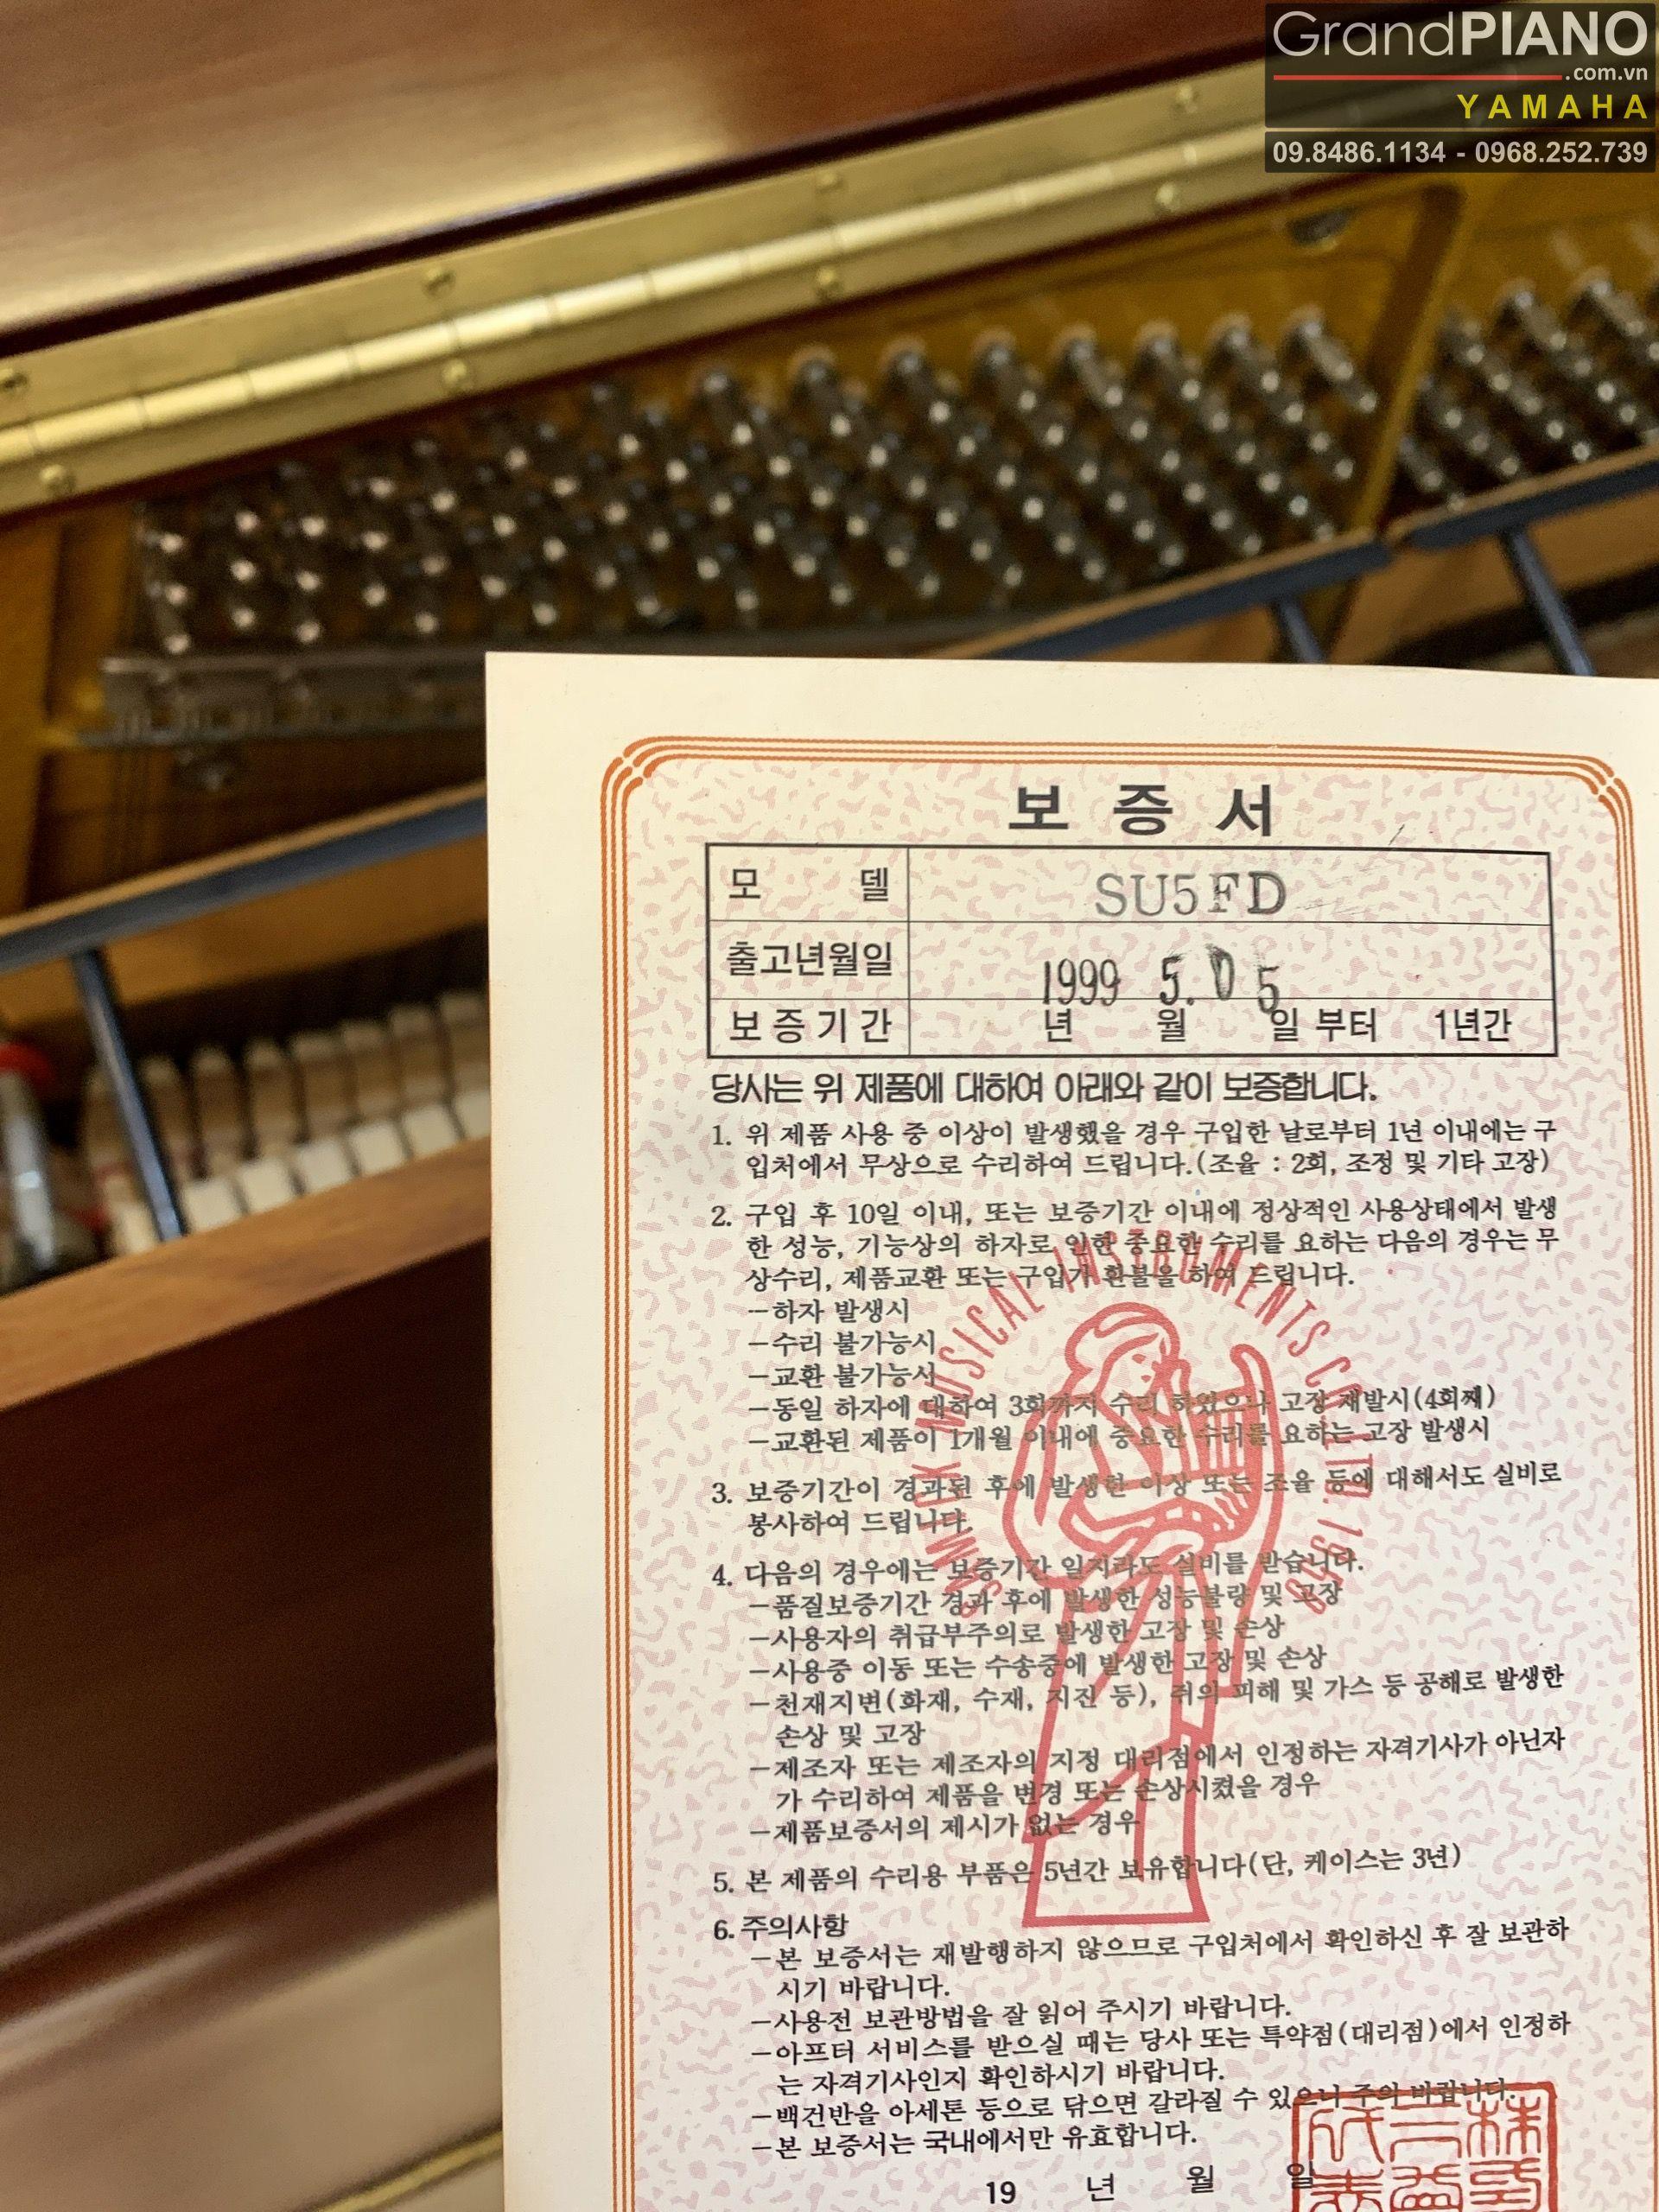 GrandPIANO
.com.vn
YAMAHA
09.8486.1134 - 0968.252.739
보 증 서
모 델 SU5FD
출고년월일 1999 5. 05
보 증 기 간 년 월 일 부터 1년간
당사는 위 제품에 대하여 아래와 같이 보증합니다.
1. 위 제품 사용 중 이상이 발생했을 경우 구입한 날로부터 1년 이내에는 구
입처에서 무상으로 수리하여 드립니다.(조율 : 2회, 조정 및 기타 고장)
2. 구입 후 10일 이내, 또는 보증기간 이내에 정상적인 사용상태에서 발생
한 성능, 기능상의 하자로 인한 중요한 수리를 요하는 다음의 경우는 무
상수리, 제품교환 또는 구입가 환불을 하여 드립니다.
-하자 발생시
-수리 불가능시
-교환 불가능시
-동일 하자에 대하여 3회까지 수리 하였으나 고장 재발시(4회째)
-교환된 제품이 1개월 이내에 중요한 수리를 요하는 고장 발생시
3. 보증기간이 경과된 후에 발생한 이상 또는 조율 등에 대해서도 실비로
봉사하여 드립니다.
4. 다음의 경우에는 보증기간 일지라도 실비를 받습니다.
-품질보증기간 경과 후에 발생한 성능불량 및 고장
-사용자의 취급부주의로 발생한 고장 및 손상
-사용중 이동 또는 수송중에 발생한 고장 및 손상
-천재지변(화재, 수재, 지진 등), 쥐의 피해 및 가스 등 공해로 발생한
손상 및 고장
-제조자 또는 제조자의 지정 대리점에서 인정하는 자격기사가 아닌자
가 수리하여 제품을 변경 또는 손상시켰을 경우
-제품보증서의 제시가 없는 경우
5. 본 제품의 수리용 부품은 5년간 보유합니다(단, 케이스는 3년)
6. 주의사항
-본 보증서는 재발행하지 않으므로 구입처에서 확인하신 후 잘 보관하
시기 바랍니다.
-사용전 보관방법을 잘 읽어 주시기 바랍니다.
-아프터 서비스를 받으실 때는 당사 또는 특약점(대리점)에서 인정하
는 자격기사인지 확인하시기 바랍니다.
-백건반을 아세톤 등으로 닦으면 갈라질 수 있으니 주의 바랍니다.
-본 보증서는 국내에서만 유효합니다.
19 년 월 일
SAMICK MUSICAL INSTRUMENTS CO., LTD. 1958